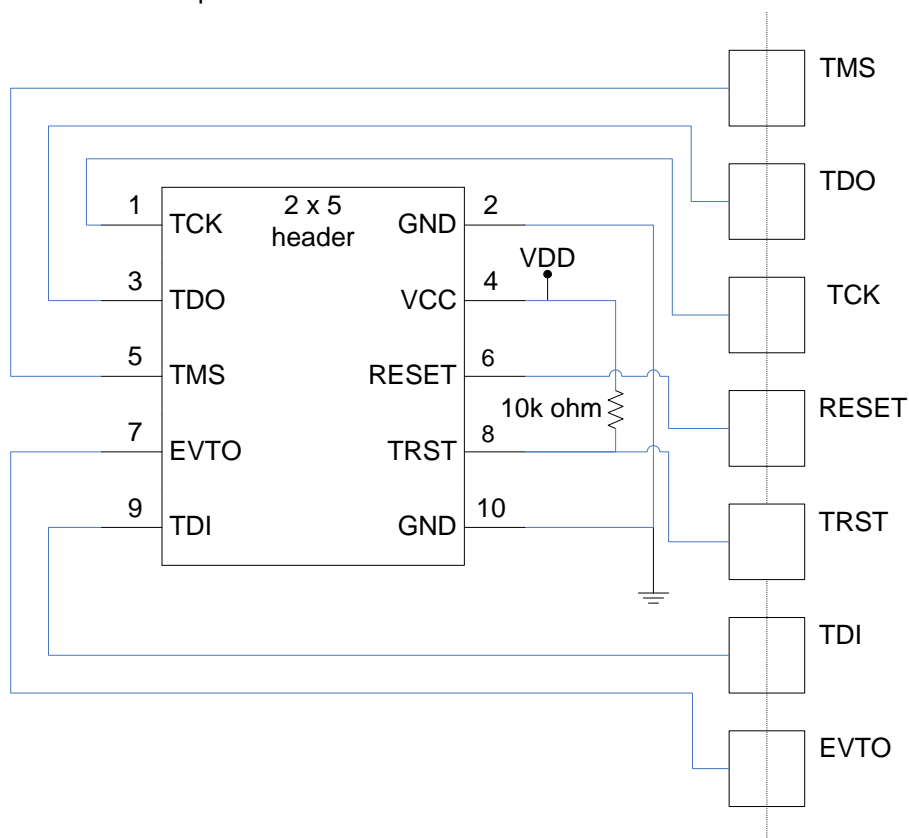 TMS
TDO
TCK
RESET
TRST
TDI
EVTO
2 x 5
header
1
TCK
3
TDO
5
TMS
7
EVTO
9
TDI
GND
2
VCC
4
RESET
6
TRST
8
GND
10
VDD
10k ohm